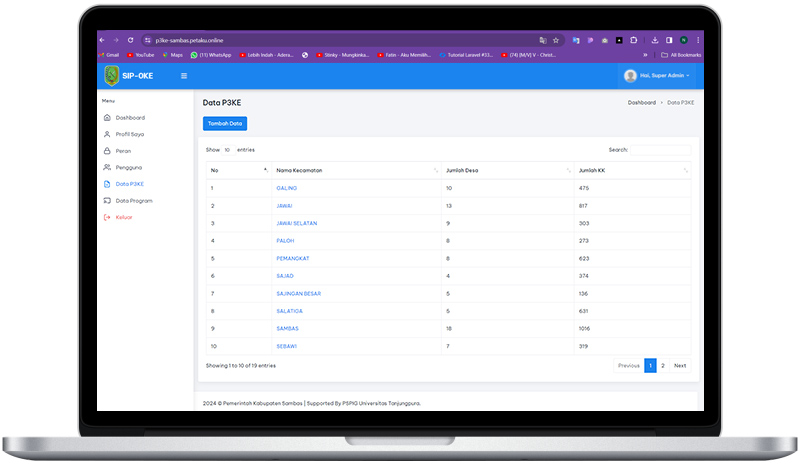 p3ke-sambas.petaku.online
Gmail YouTube Maps (11) WhatsApp Lebih Indah - Adera... Stinky - Mungkinka... Fatin - Aku Memilih... Tutorial Laravel #53... (74) [M/V] V - Christ... » All Bookmarks
SIP-OKE Hai, Super Admin
Menu
Dashboard
Profil Saya
Peran
Pengguna
Data P3KE
Data Program
Keluar
Data P3KE
Dashboard > Data P3KE
Tambah Data
Show 10 entries Search:
No Nama Kecamatan Jumlah Desa Jumlah KK
1 GALING 10 475
2 JAWAI 13 817
3 JAWAI SELATAN 9 303
4 PALOH 8 273
5 PEMANGKAT 8 623
6 SAJAD 4 374
7 SAJINGAN BESAR 5 136
8 SALATIGA 5 631
9 SAMBAS 18 1016
10 SEBAWI 7 319
Showing 1 to 10 of 19 entries Previous 1 2 Next
2024 © Pemerintah Kabupaten Sambas | Supported By PSPIG Universitas Tanjungpura.